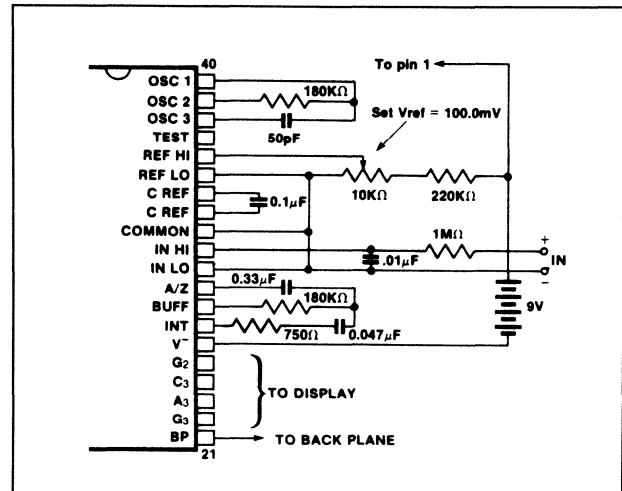 40
To pin 1
OSC 1
180KΩ
OSC 2
Set Vref = 100.0mV
OSC 3
50pF
TEST
REF HI
REF LO
10KΩ
220KΩ
C REF
0.1μF
C REF
COMMON
1MΩ
IN HI
+
IN
.01μF
IN LO
−
0.33μF
A/Z
180KΩ
BUFF
9V
INT
750Ω
0.047μF
V−
G2
C3
TO DISPLAY
A3
G3
BP
TO BACK PLANE
21